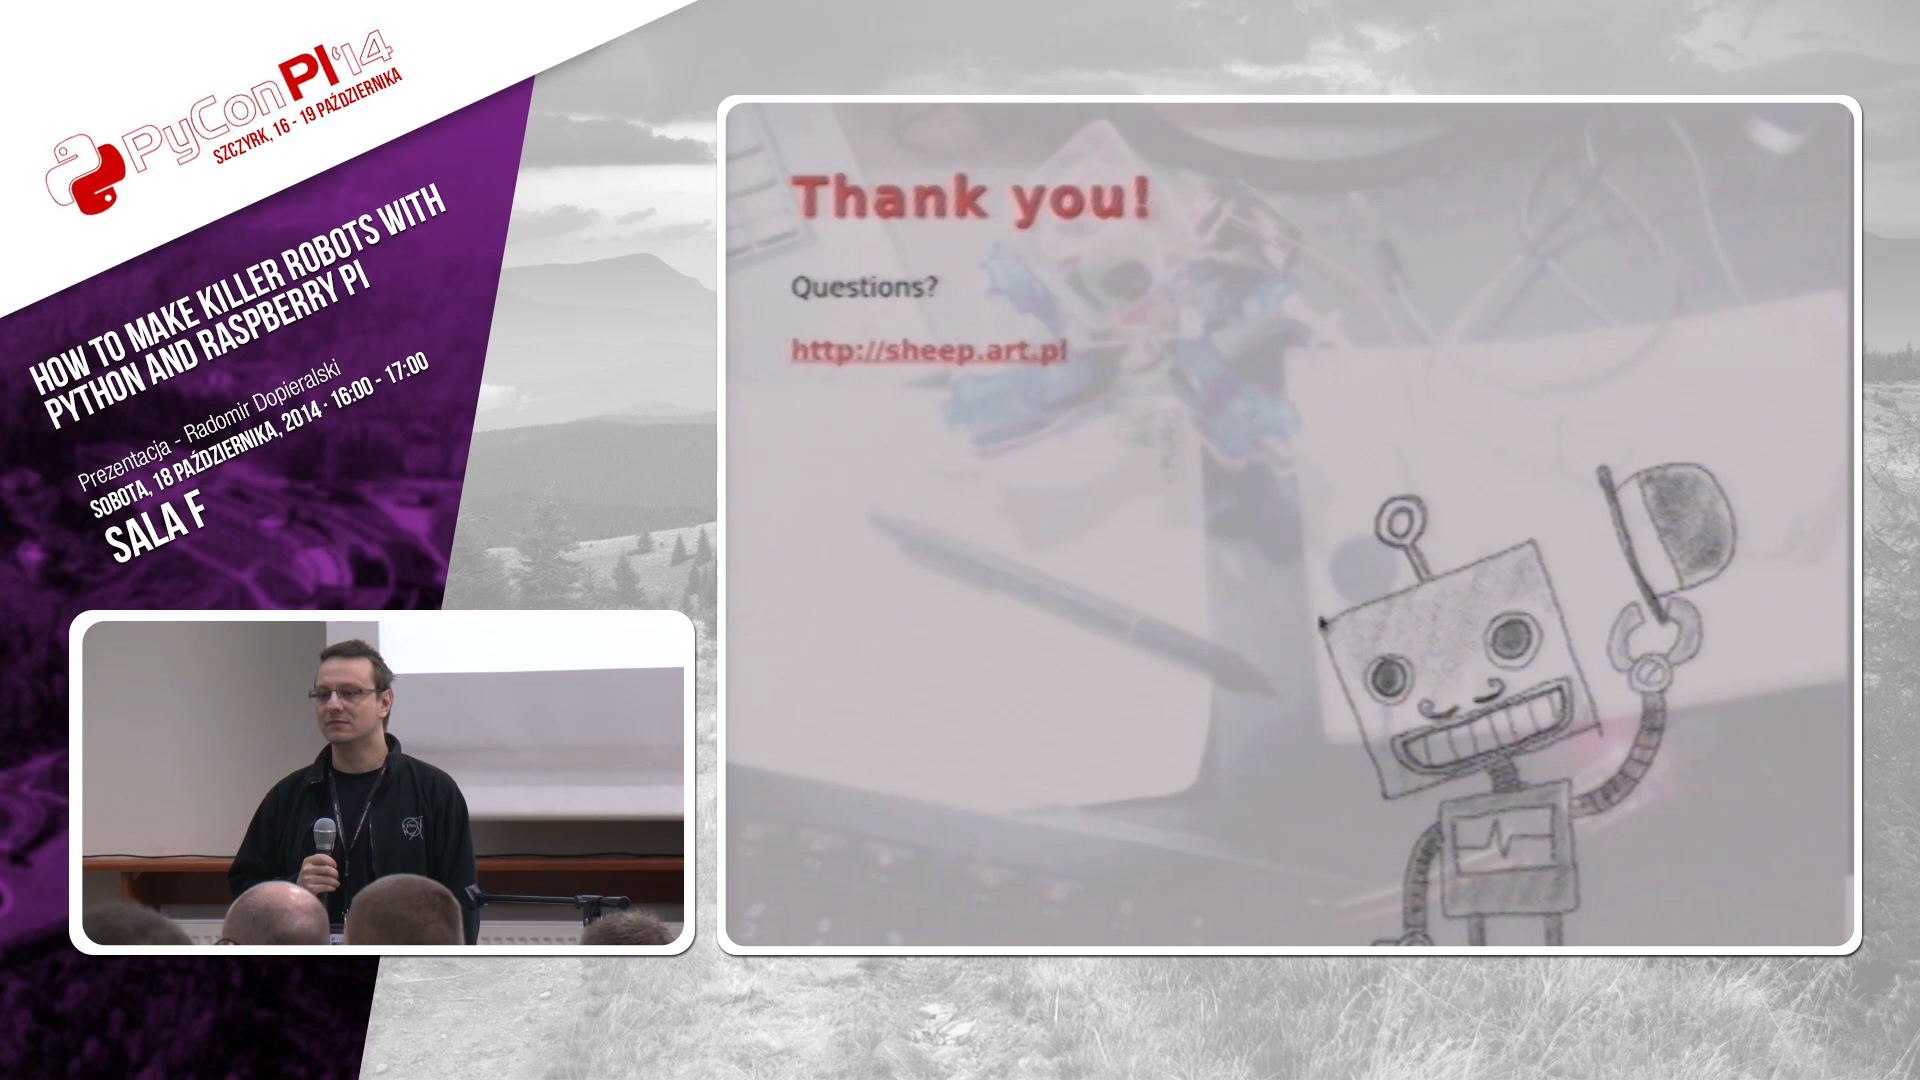 PyConPl'14
SZCZYRK, 16 - 19 PAŹDZIERNIKA
HOW TO MAKE KILLER ROBOTS WITH
PYTHON AND RASPBERRY PI
Prezentacja - Radomir Dopieralski
SOBOTA, 18 PAŹDZIERNIKA, 2014 · 16:00 - 17:00
SALA F
Thank you!
Questions?
http://sheep.art.pl